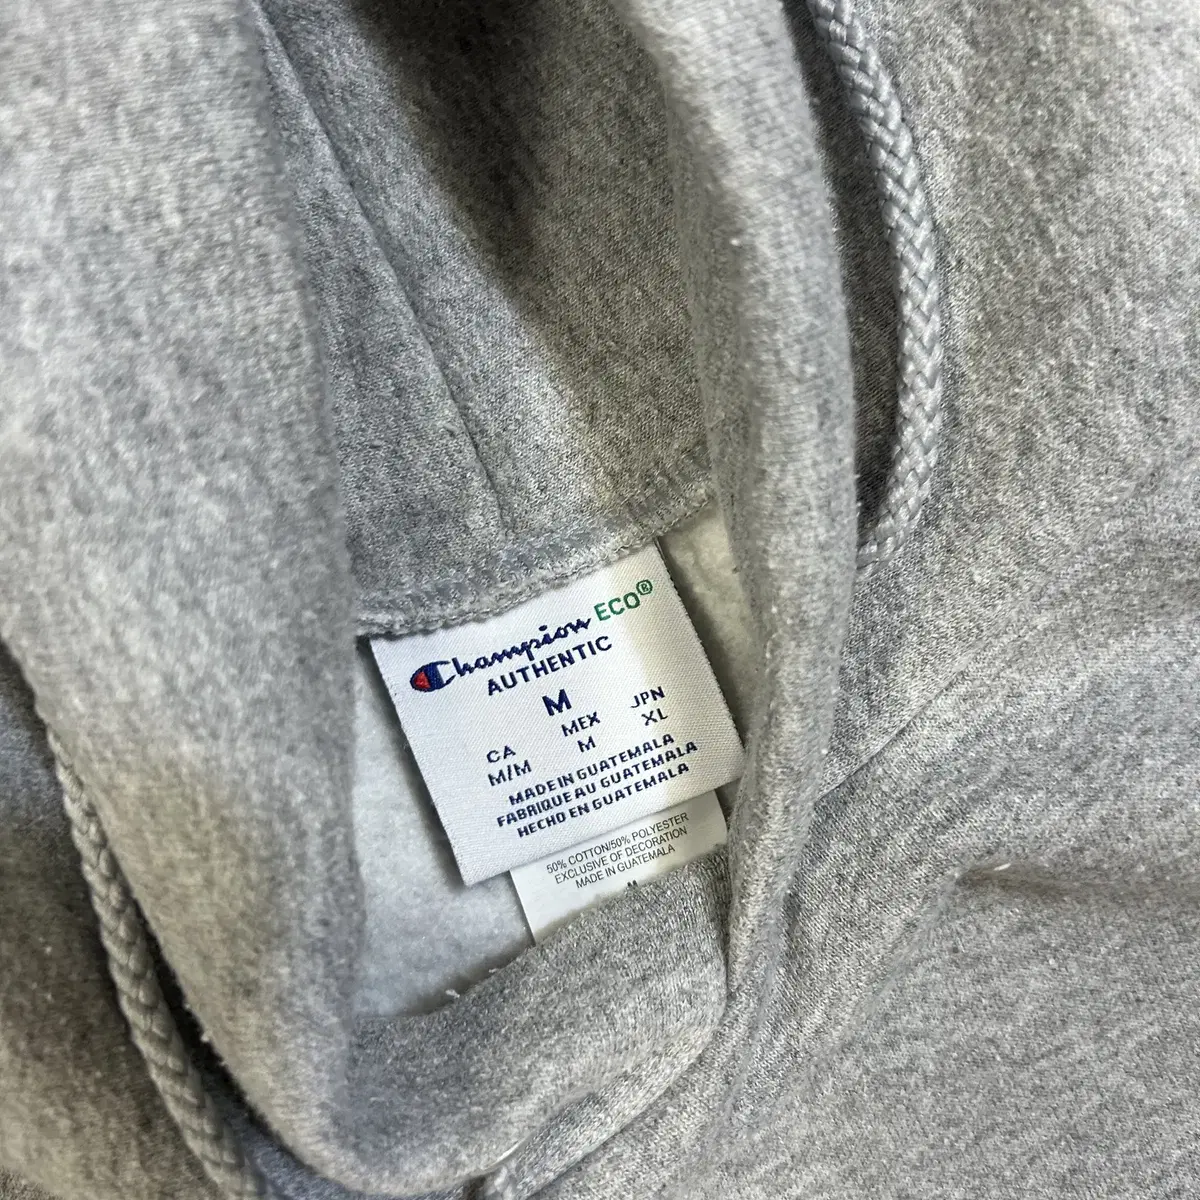 Champion ECO®
AUTHENTIC
M
CA MEX JPN
M/M M XL
MADE IN GUATEMALA
FABRIQUE AU GUATEMALA
HECHO EN GUATEMALA
50% COTTON/50% POLYESTER
EXCLUSIVE OF DECORATION
MADE IN GUATEMALA
M